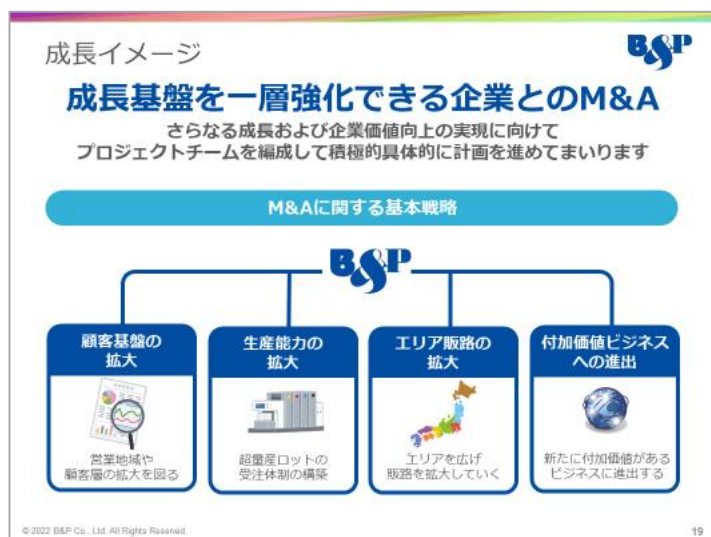 成長イメージ
B&P
成長基盤を一層強化できる企業とのM&A
さらなる成長および企業価値向上の実現に向けて
プロジェクトチームを編成して積極的具体的に計画を進めてまいります
M&Aに関する基本戦略
B&P
顧客基盤の
拡大
営業地域や
顧客層の拡大を図る
生産能力の
拡大
超量産ロットの
受注体制の構築
エリア販路の
拡大
エリアを広げ
販路を拡大していく
付加価値ビジネス
への進出
新たに付加価値がある
ビジネスに進出する
© 2022 B&P Co., Ltd. All Rights Reserved.
19